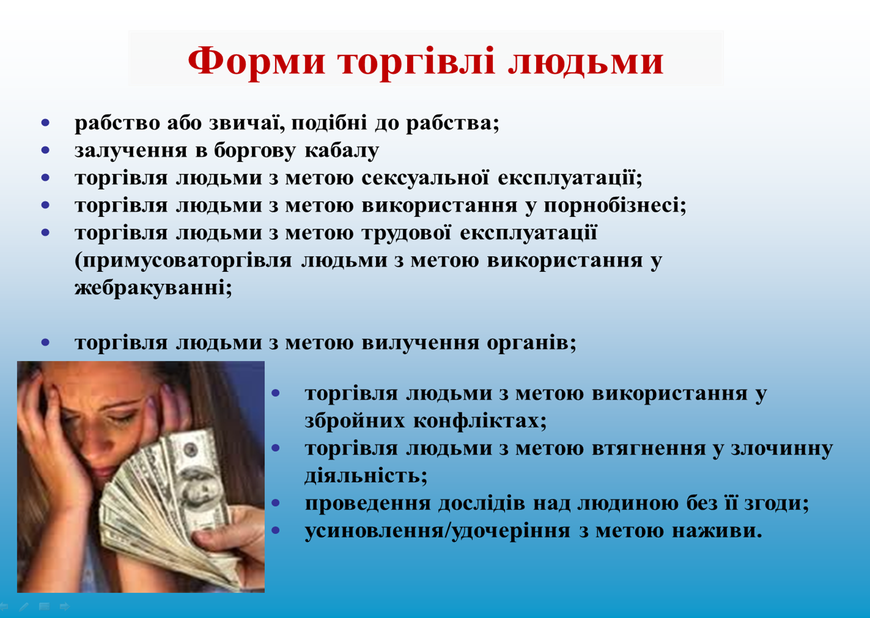 Форми торгівлі людьми
• рабство або звичаї, подібні до рабства;
• залучення в боргову кабалу
• торгівля людьми з метою сексуальної експлуатації;
• торгівля людьми з метою використання у порнобізнесі;
• торгівля людьми з метою трудової експлуатації
(примусоваторгівля людьми з метою використання у
жебракуванні;
• торгівля людьми з метою вилучення органів;
• торгівля людьми з метою використання у
збройних конфліктах;
• торгівля людьми з метою втягнення у злочинну
діяльність;
• проведення дослідів над людиною без її згоди;
• усиновлення/удочеріння з метою наживи.